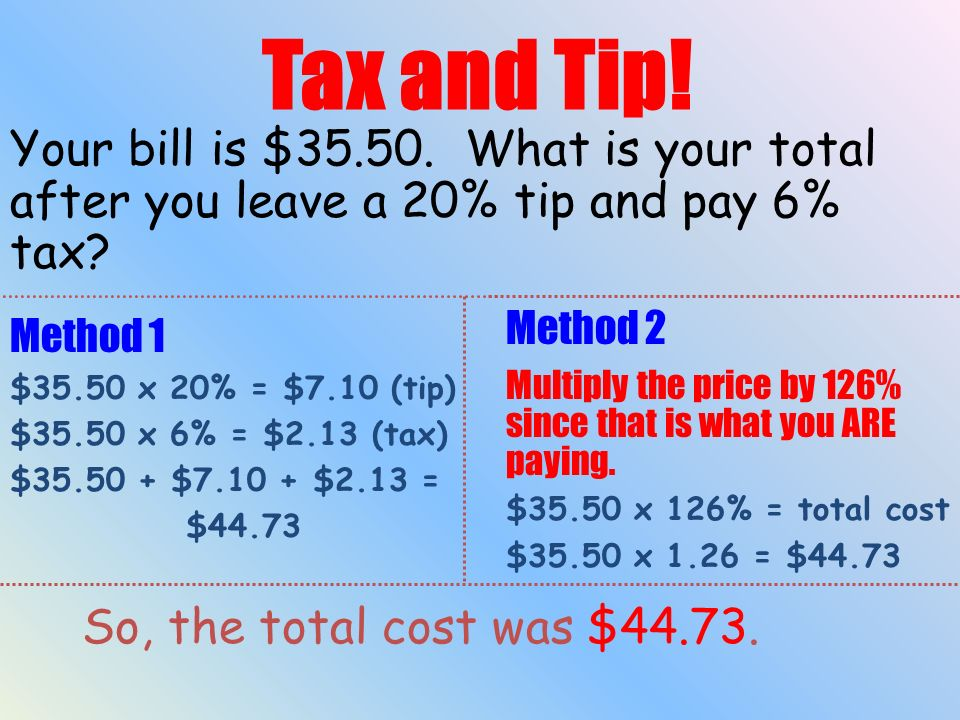 Tax and Tip!
Your bill is $35.50. What is your total
after you leave a 20% tip and pay 6%
tax?
Method 1
$35.50 x 20% = $7.10 (tip)
$35.50 x 6% = $2.13 (tax)
$35.50 + $7.10 + $2.13 =
$44.73
Method 2
Multiply the price by 126%
since that is what you ARE
paying.
$35.50 x 126% = total cost
$35.50 x 1.26 = $44.73
So, the total cost was $44.73.